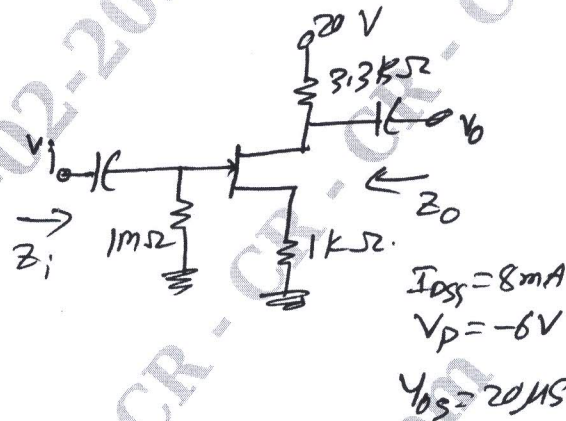 20 V
3.3kΩ
Vi
Vo
Zo
Zi
1mΩ
1kΩ.
IDSS = 8mA
VP = -6V
YOS = 20μS